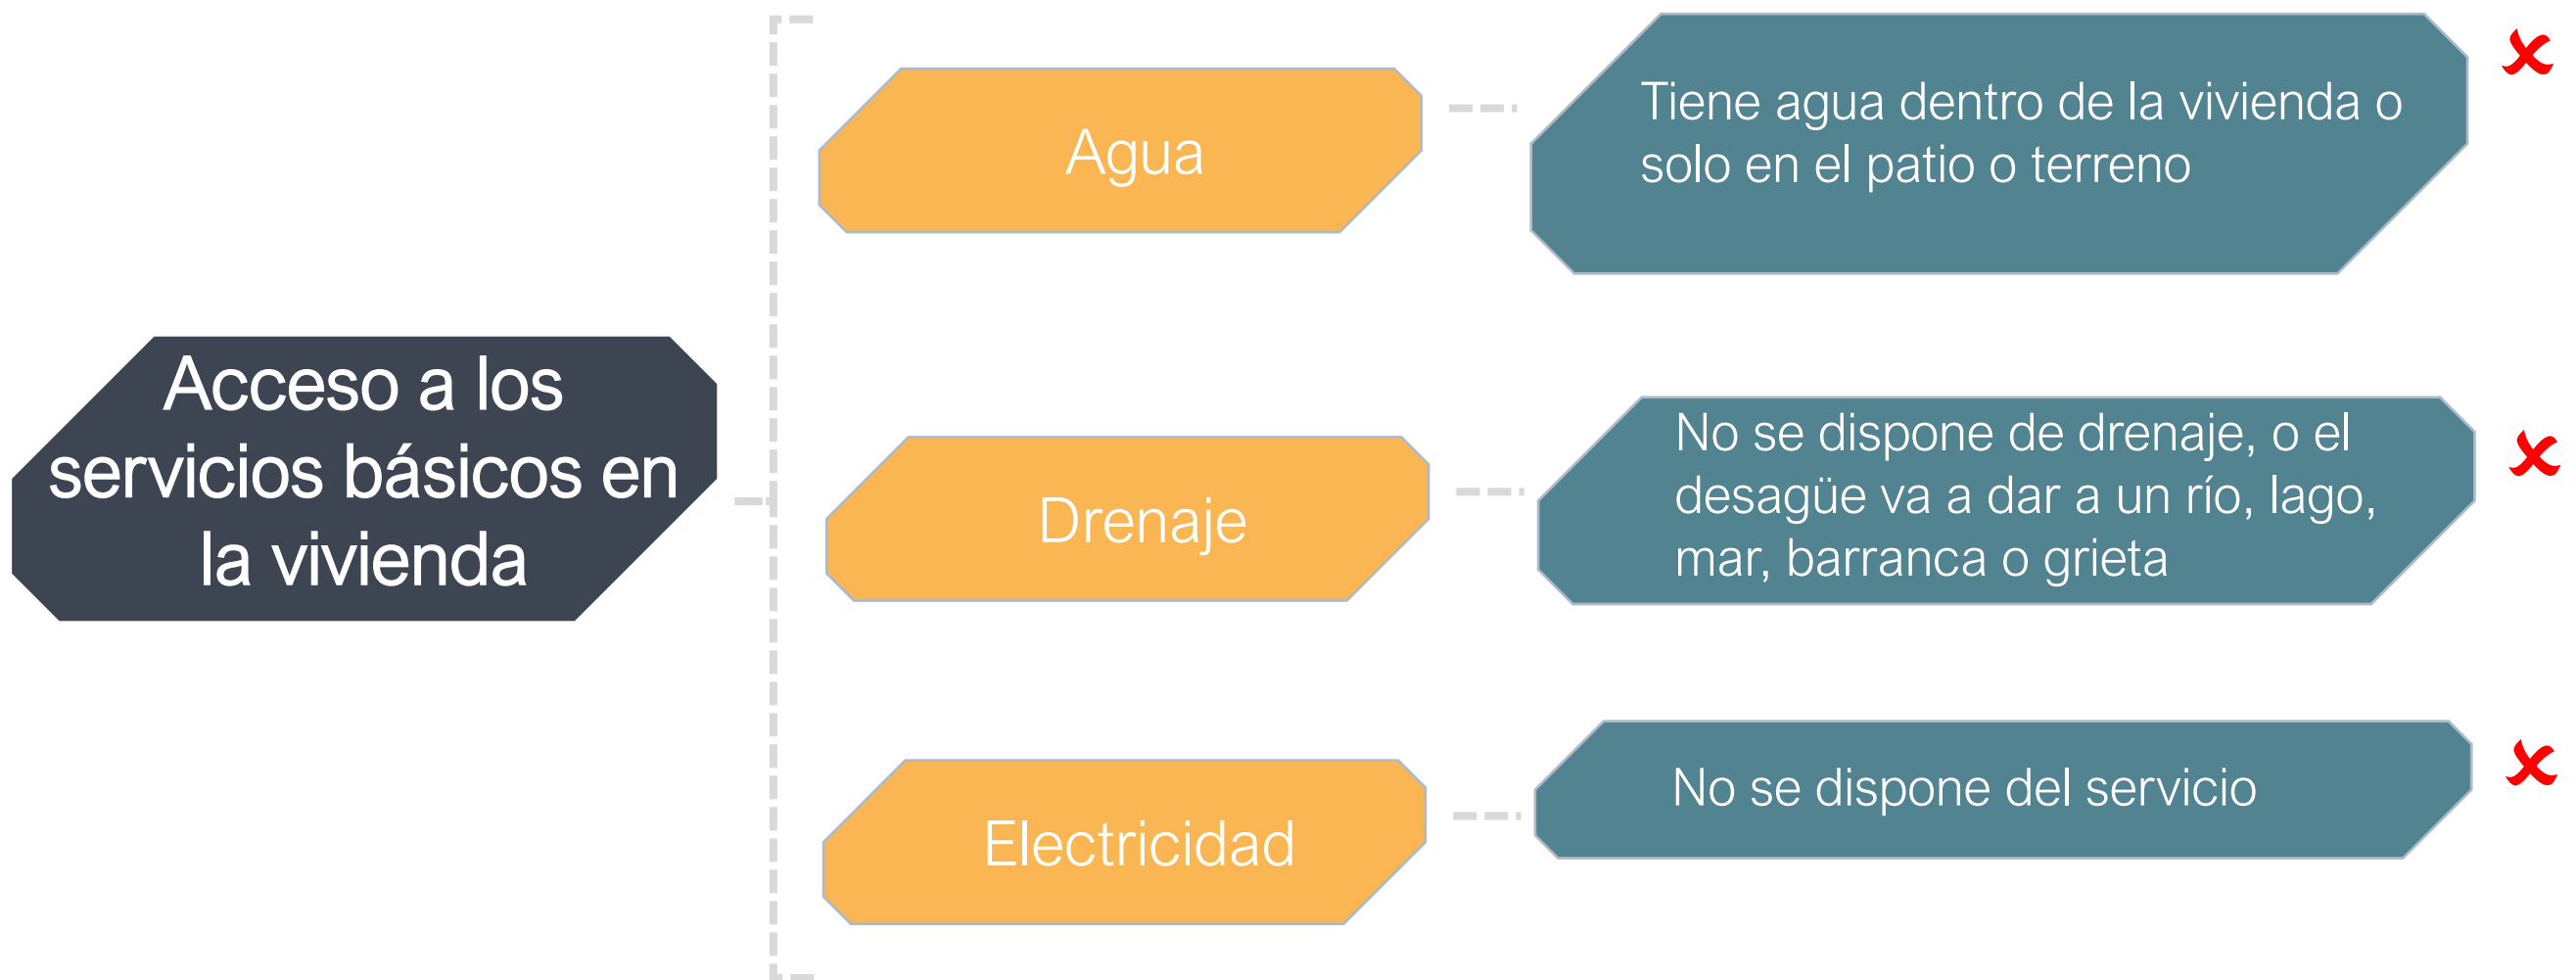 Acceso a los
servicios básicos en
la vivienda
Agua
Tiene agua dentro de la vivienda o
solo en el patio o terreno
Drenaje
No se dispone de drenaje, o el
desagüe va a dar a un río, lago,
mar, barranca o grieta
Electricidad
No se dispone del servicio